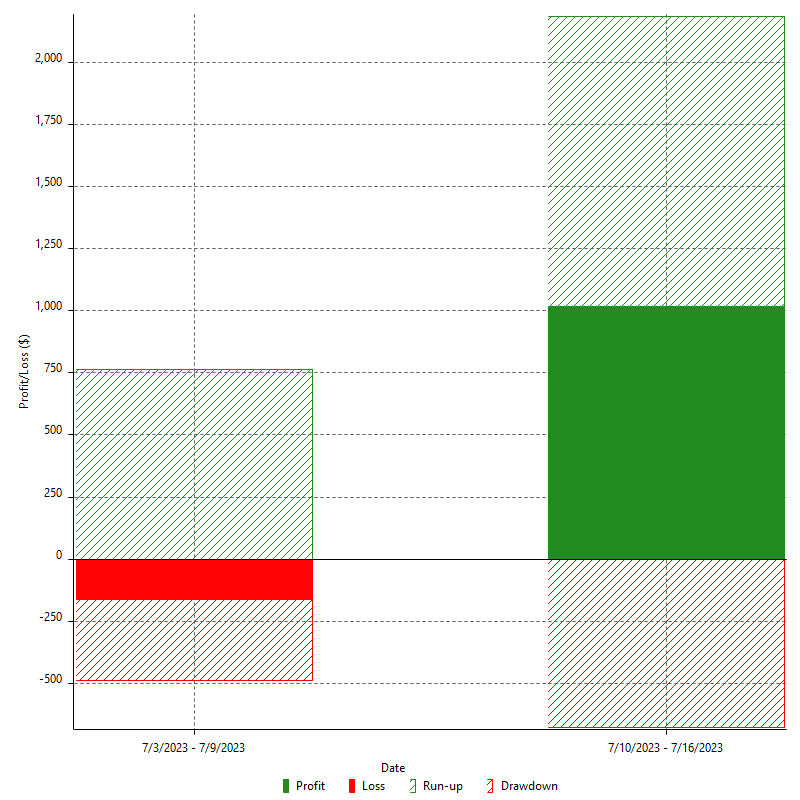 2,000
1,750
1,500
1,250
1,000
750
500
250
0
-250
-500
Profit/Loss ($)
7/3/2023 - 7/9/2023
7/10/2023 - 7/16/2023
Date
Profit
Loss
Run-up
Drawdown